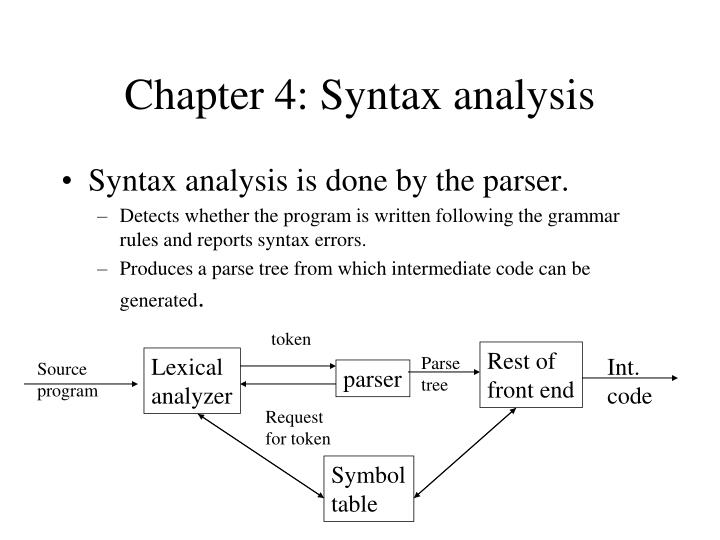 Chapter 4: Syntax analysis
• Syntax analysis is done by the parser.
– Detects whether the program is written following the grammar
rules and reports syntax errors.
– Produces a parse tree from which intermediate code can be
generated.
token
Source
program
Lexical
analyzer
parser
Parse
tree
Rest of
front end
Int.
code
Request
for token
Symbol
table